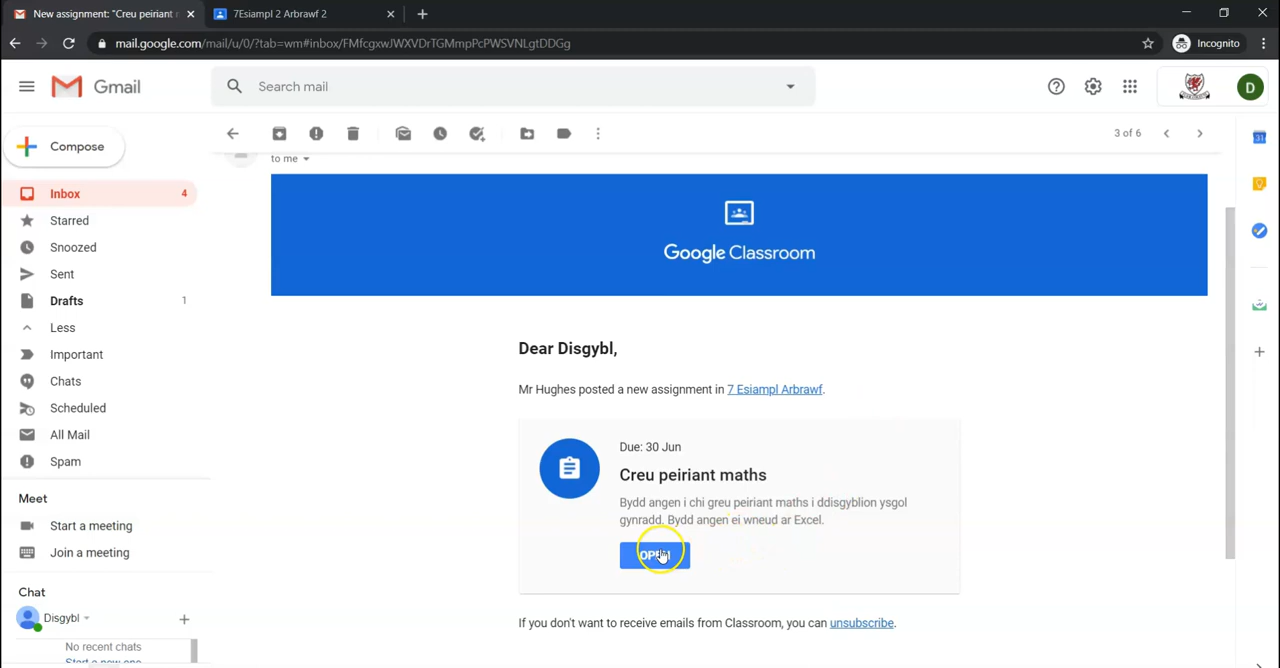 New assignment: "Creu peiriant
7Esiampl 2 Arbrawf 2
mail.google.com/mail/u/0/?tab=wm#inbox/FMfcgxwJWXVDrTGMmpPcPWSVNLgtDDGg
Incognito
Gmail
Search mail
D
Compose
3 of 6
to me
Inbox 4
Starred
Snoozed
Sent
Drafts 1
Less
Important
Chats
Scheduled
All Mail
Spam
Meet
Start a meeting
Join a meeting
Chat
Disgybl
No recent chats
Start a new one
31
Google Classroom
Dear Disgybl,
Mr Hughes posted a new assignment in 7 Esiampl Arbrawf.
Due: 30 Jun
Creu peiriant maths
Bydd angen i chi greu peiriant maths i ddisgyblion ysgol
gynradd. Bydd angen ei wneud ar Excel.
OPEN
If you don't want to receive emails from Classroom, you can unsubscribe.